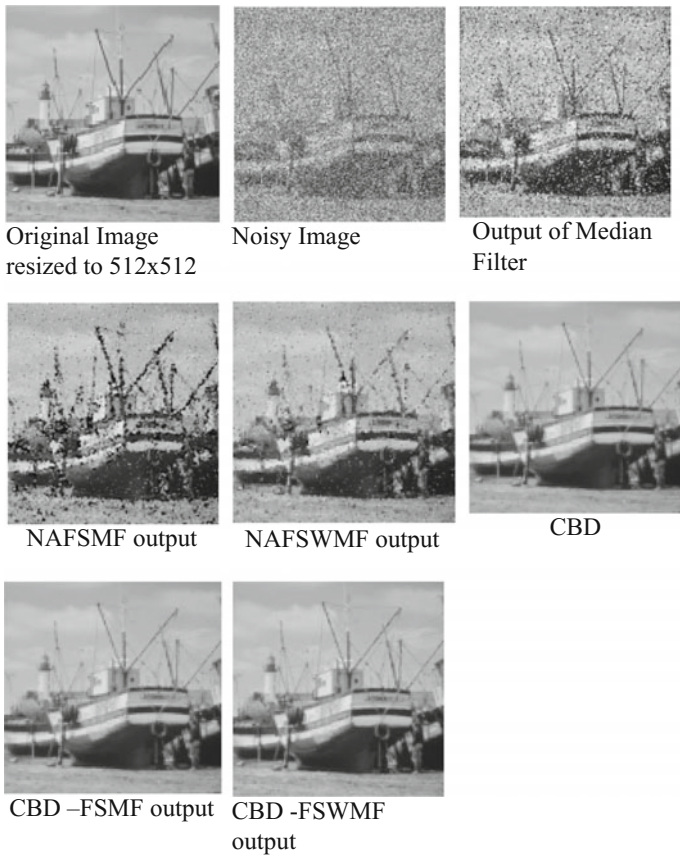 Original Image
resized to 512x512
Noisy Image
Output of Median
Filter
NAFSMF output
NAFSWMF output
CBD
CBD –FSMF output
CBD -FSWMF
output